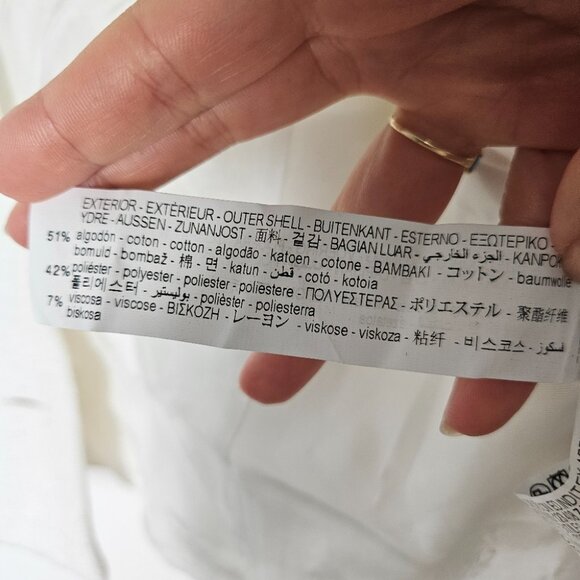 EXTERIOR - EXTÉRIEUR - OUTER SHELL - BUITENKANT - ESTERNO - ΕΞΩΤΕΡΙΚΟ -
YDRE - AUSSEN - ZUNANJOST - 面料 - 겉감 - BAGIAN LUAR - الجزء الخارجي - KANPOK
51% algodón - coton - cotton - algodão - katoen - cotone - BAMBAKI - コットン - baumwolle
bomuld - bombaž - 棉 - 면 - katun - قطن - cotó - kotoia
42% poliéster - polyester - poliester - poliestere - ΠΟΛΥΕΣΤΕΡΑΣ - ポリエステル - 聚酯纤维
폴리에스터 - بوليستير - polièster - poliesterra
7% viscosa - viscose - ΒΙΣΚΟΖΗ - レーヨン - viskose - viskoza - 粘纤 - 비스코스 - فسكوز
biskosa